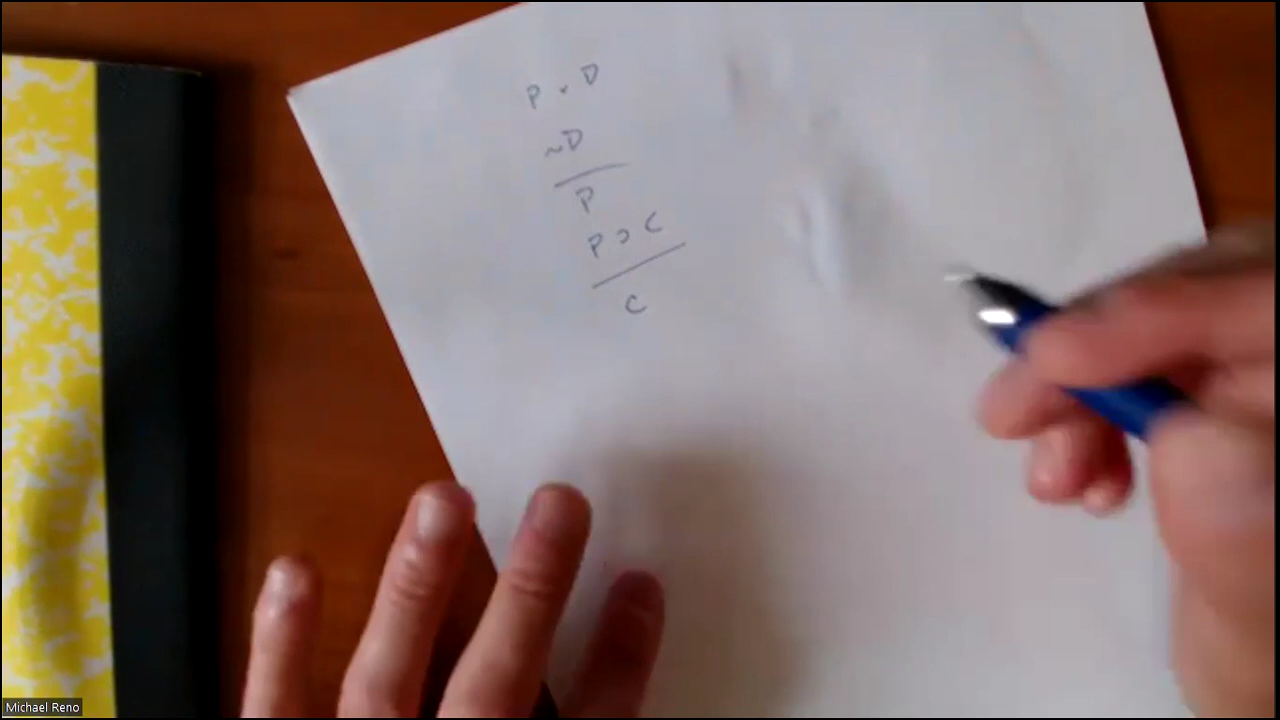 P v D
~D
P
P ⊃ C
C
Michael Reno